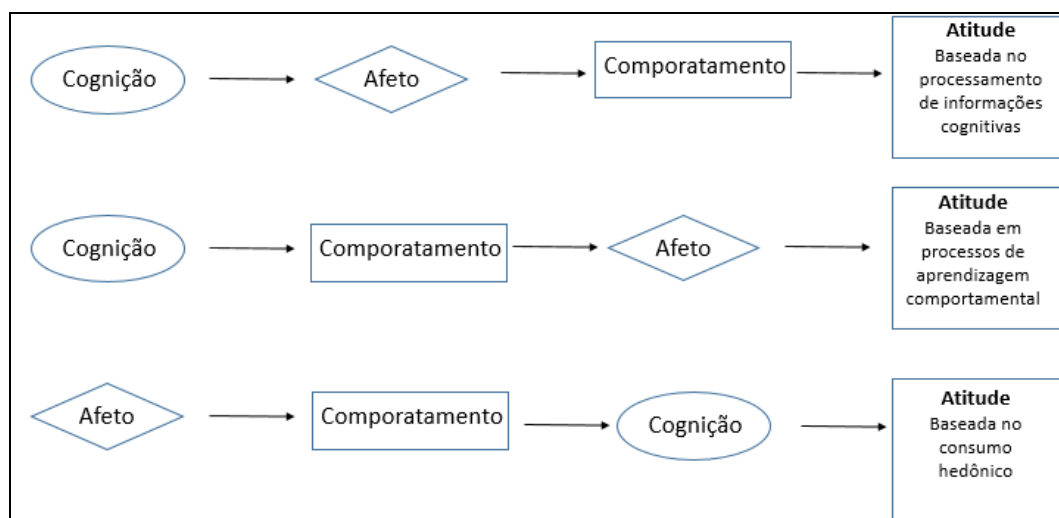 Cognição
Afeto
Comporatamento
Atitude
Baseada no
processamento
de informações
cognitivas
Cognição
Comporatamento
Afeto
Atitude
Baseada em
processos de
aprendizagem
comportamental
Afeto
Comporatamento
Cognição
Atitude
Baseada no
consumo
hedônico